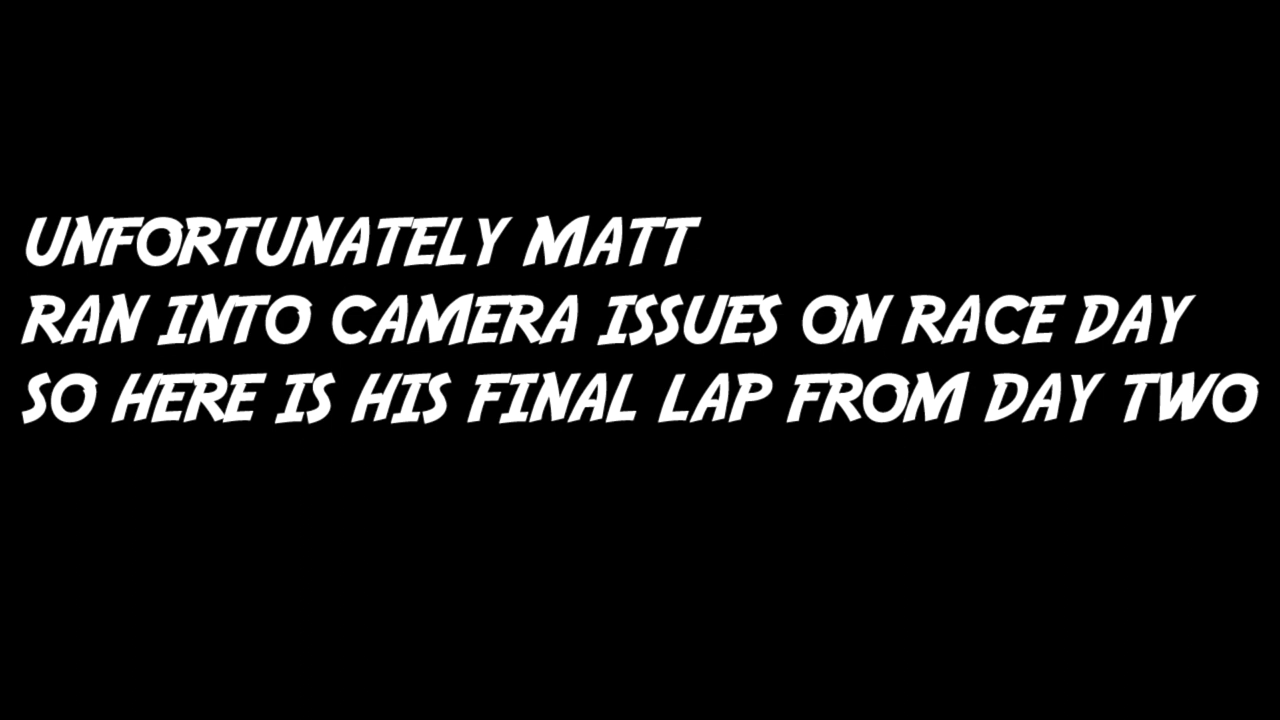 UNFORTUNATELY MATT
RAN INTO CAMERA ISSUES ON RACE DAY
SO HERE IS HIS FINAL LAP FROM DAY TWO